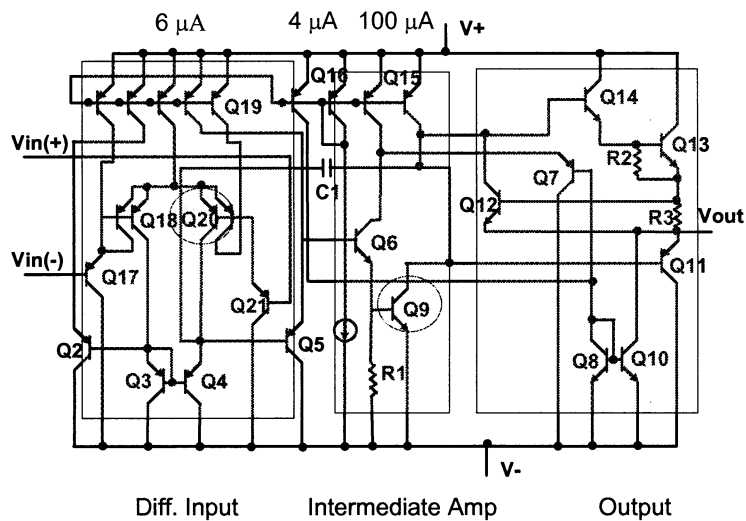 6 μA 4 μA 100 μA
V+
Q16 Q15
Q19 Q14
Vin(+) Q13
R2
C1 Q7
Q18 Q20 Q12
R3 Vout
Q6
Vin(-) Q17 Q11
Q21 Q9
Q2 Q5
Q3 Q4 R1 Q8 Q10
V-
Diff. Input Intermediate Amp Output